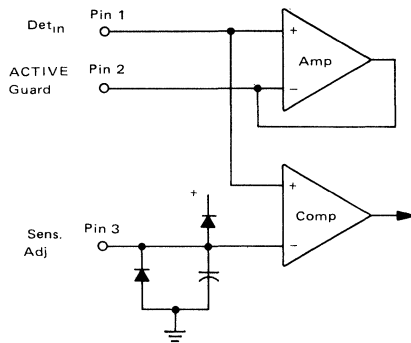 Det_In Pin 1
+
Amp
ACTIVE Pin 2
Guard
−
+
+
Comp
Sens. Pin 3
Adj
−